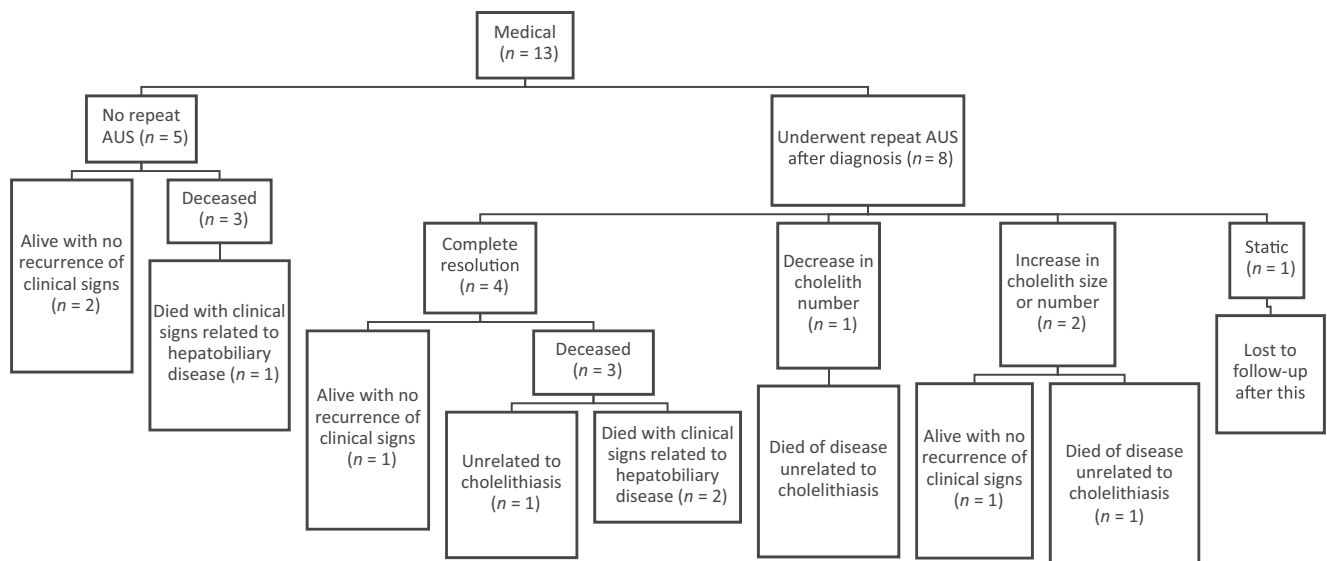 Medical
(n = 13)
No repeat
AUS (n = 5)
Underwent repeat AUS
after diagnosis (n = 8)
Alive with no
recurrence of
clinical signs
(n = 2)
Deceased
(n = 3)
Died with clinical
signs related to
hepatobiliary
disease (n = 1)
Complete
resolution
(n = 4)
Decrease in
cholelith
number
(n = 1)
Increase in
cholelith size
or number
(n = 2)
Static
(n = 1)
Alive with no
recurrence of
clinical signs
(n = 1)
Deceased
(n = 3)
Unrelated to
cholelithiasis
(n = 1)
Died with clinical
signs related to
hepatobiliary
disease (n = 2)
Died of disease
unrelated to
cholelithiasis
Alive with no
recurrence of
clinical signs
(n = 1)
Died of disease
unrelated to
cholelithiasis
(n = 1)
Lost to
follow-up
after this